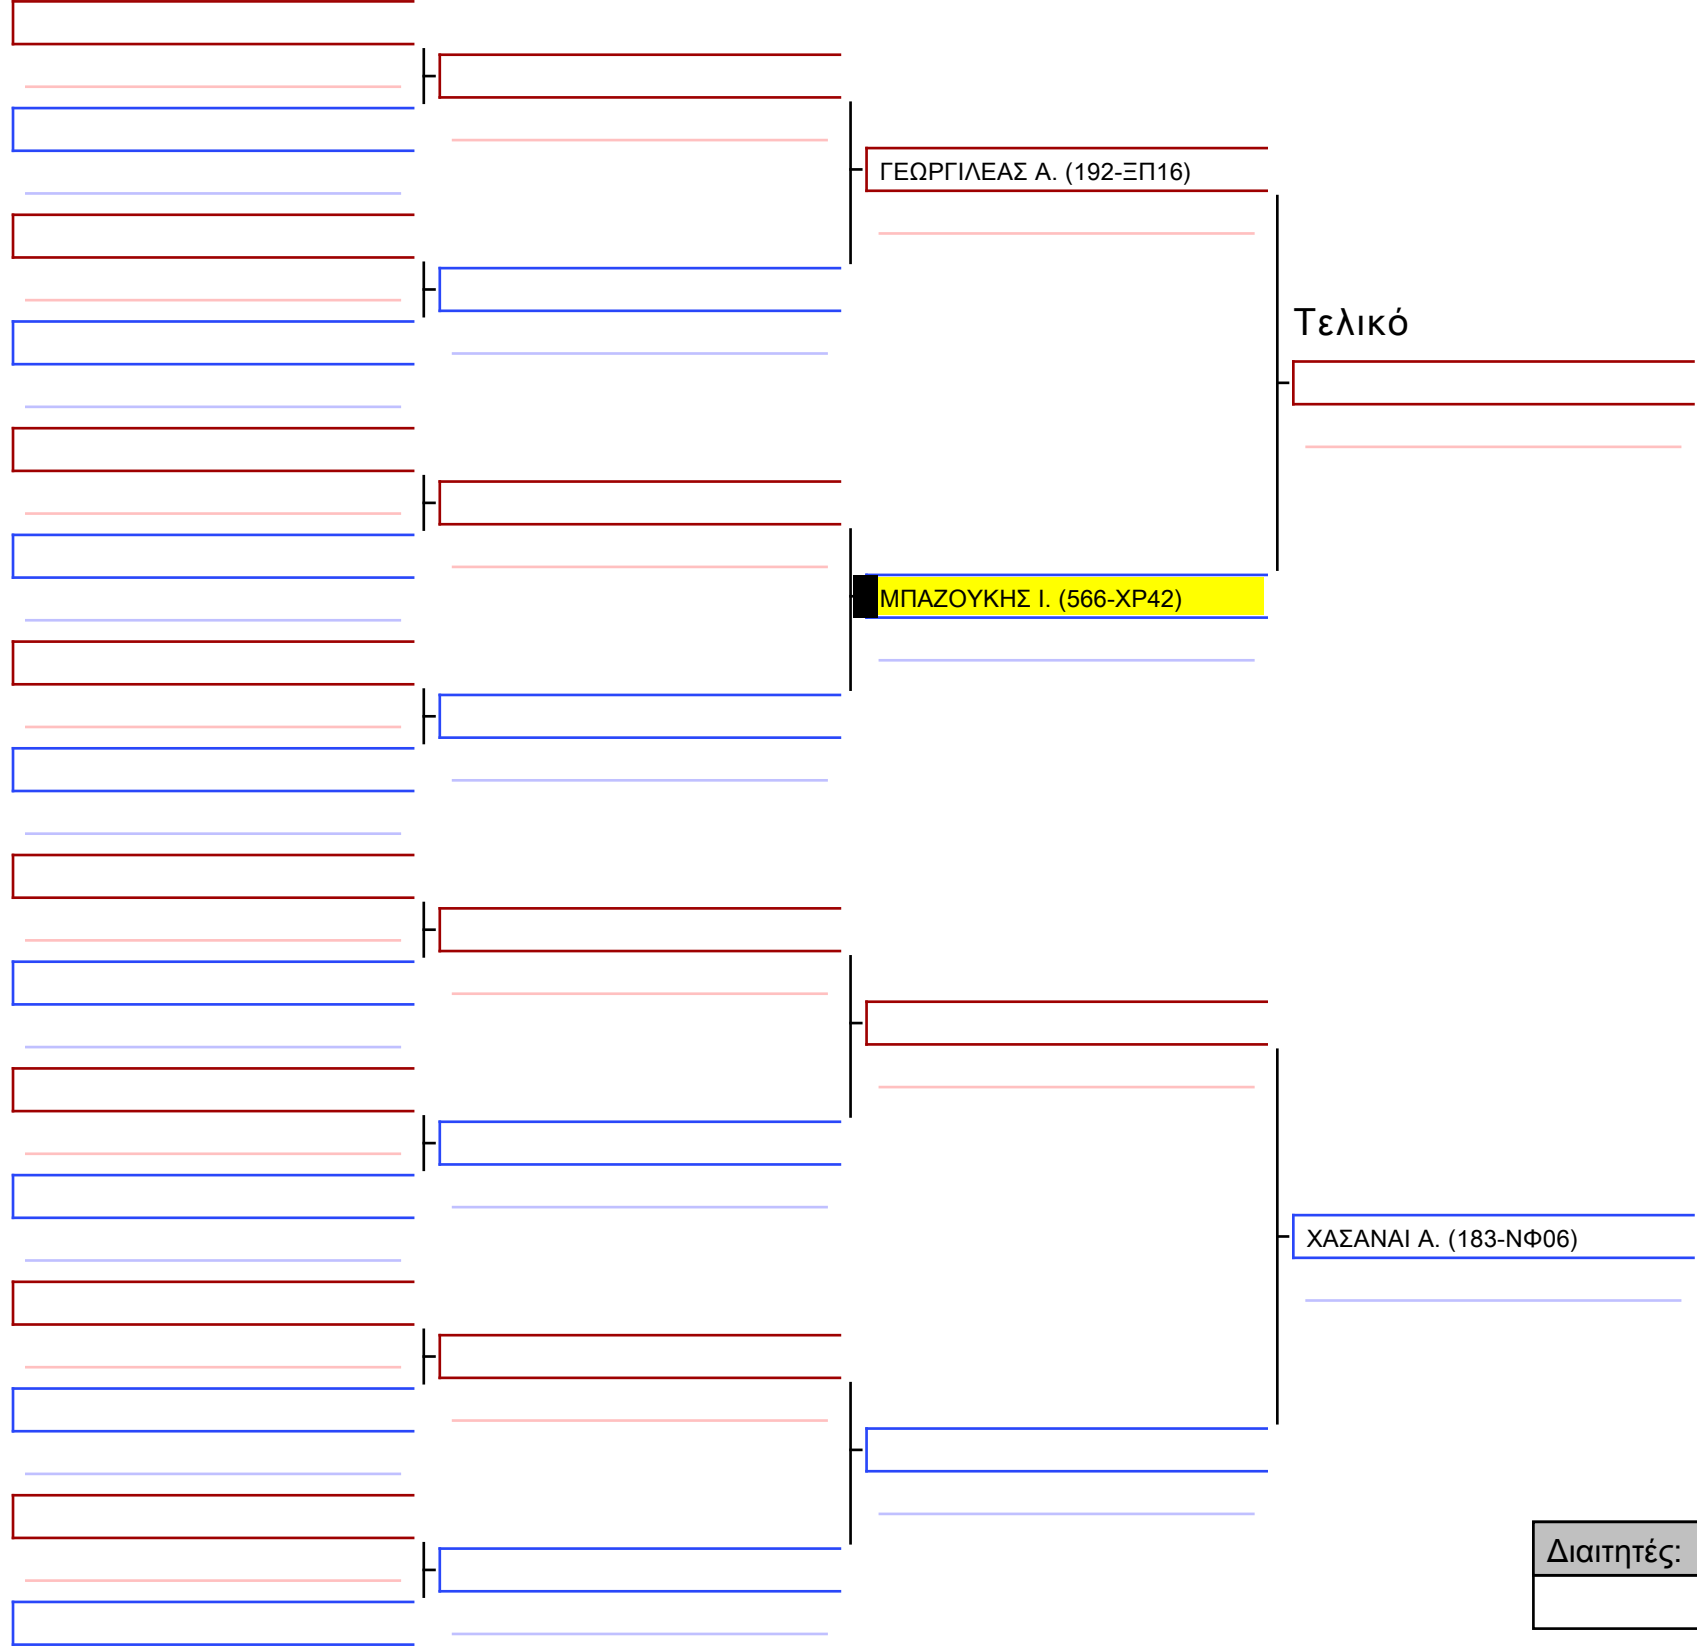 ΓΕΩΡΓΙΛΕΑΣ Α. (192-ΞΠ16)
Τελικό
ΜΠΑΖΟΥΚΗΣ Ι. (566-ΧΡ42)
ΧΑΣΑΝΑΙ Α. (183-ΝΦ06)
Διαιτητές: